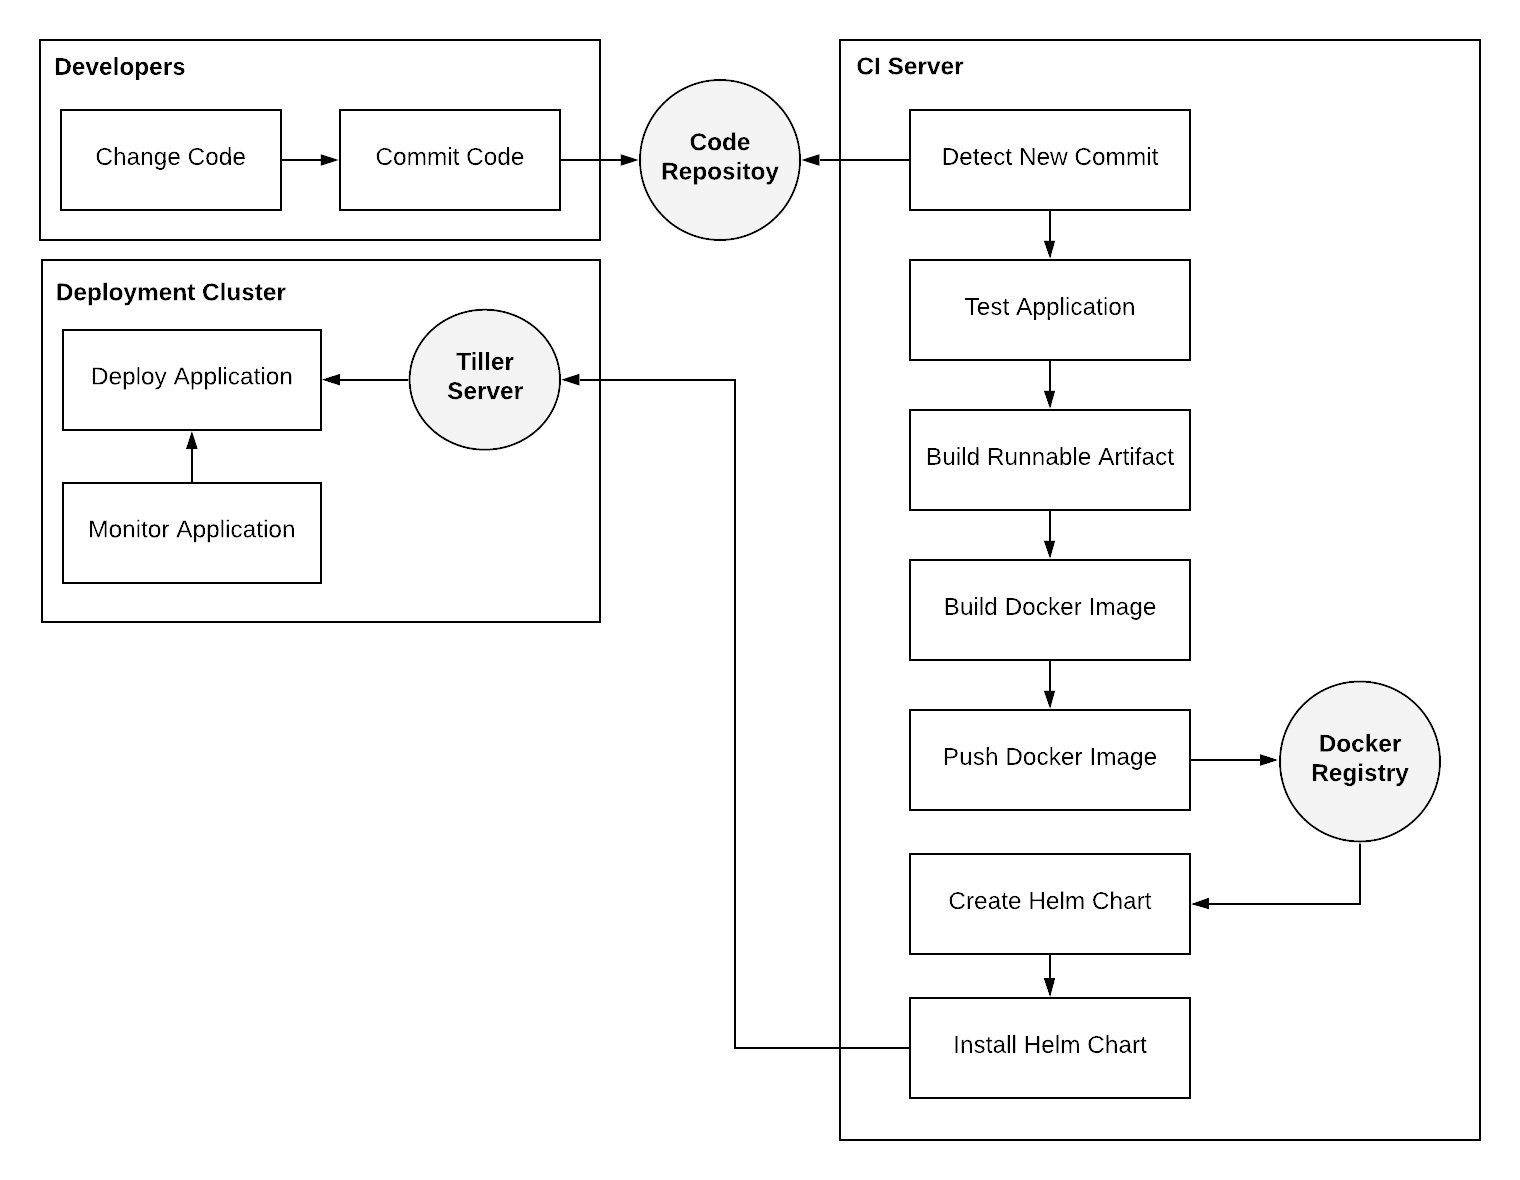 Developers
Change Code
Commit Code
Code
Repositoy
CI Server
Detect New Commit
Test Application
Build Runnable Artifact
Build Docker Image
Push Docker Image
Docker
Registry
Create Helm Chart
Install Helm Chart
Deployment Cluster
Tiller
Server
Deploy Application
Monitor Application